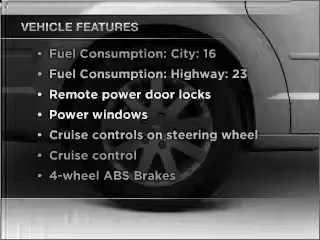 VEHICLE FEATURES
• Fuel Consumption: City: 16
• Fuel Consumption: Highway: 23
• Remote power door locks
• Power windows
• Cruise controls on steering wheel
• Cruise control
• 4-wheel ABS Brakes